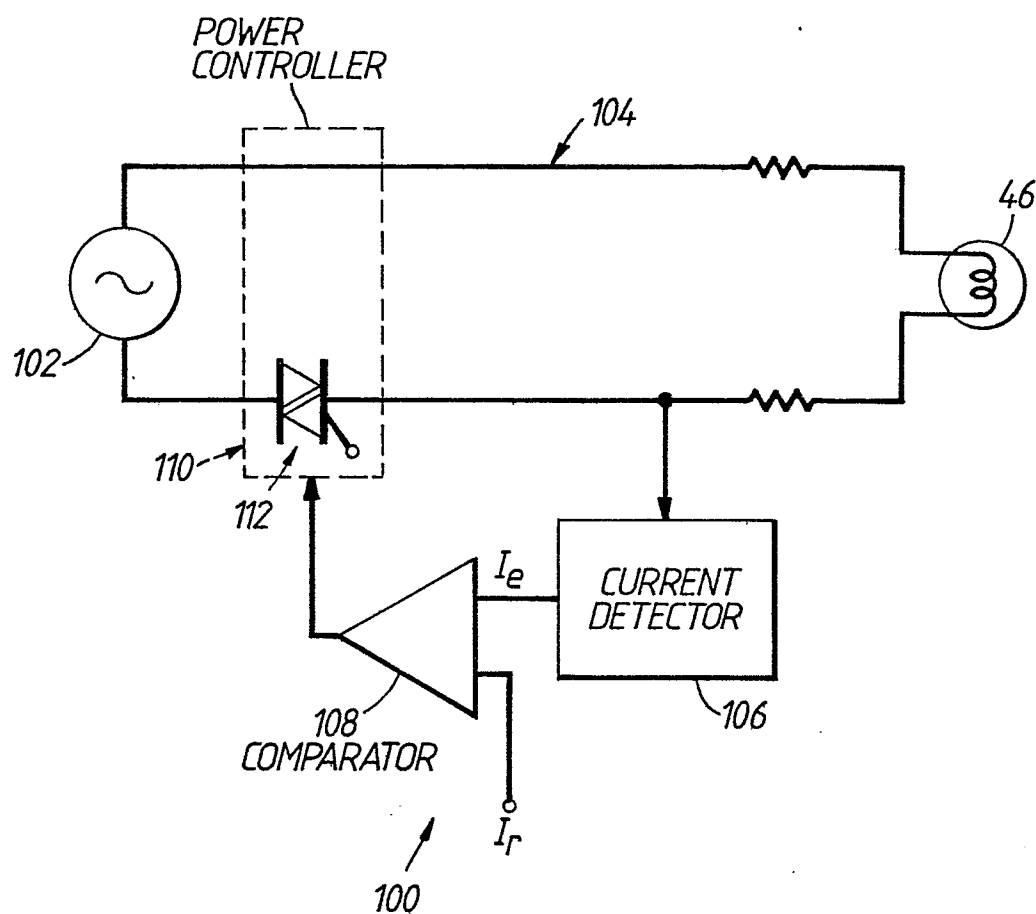 POWER
CONTROLLER
104
46
102
110
112
I_e
CURRENT
DETECTOR
108
COMPARATOR
106
I_r
100